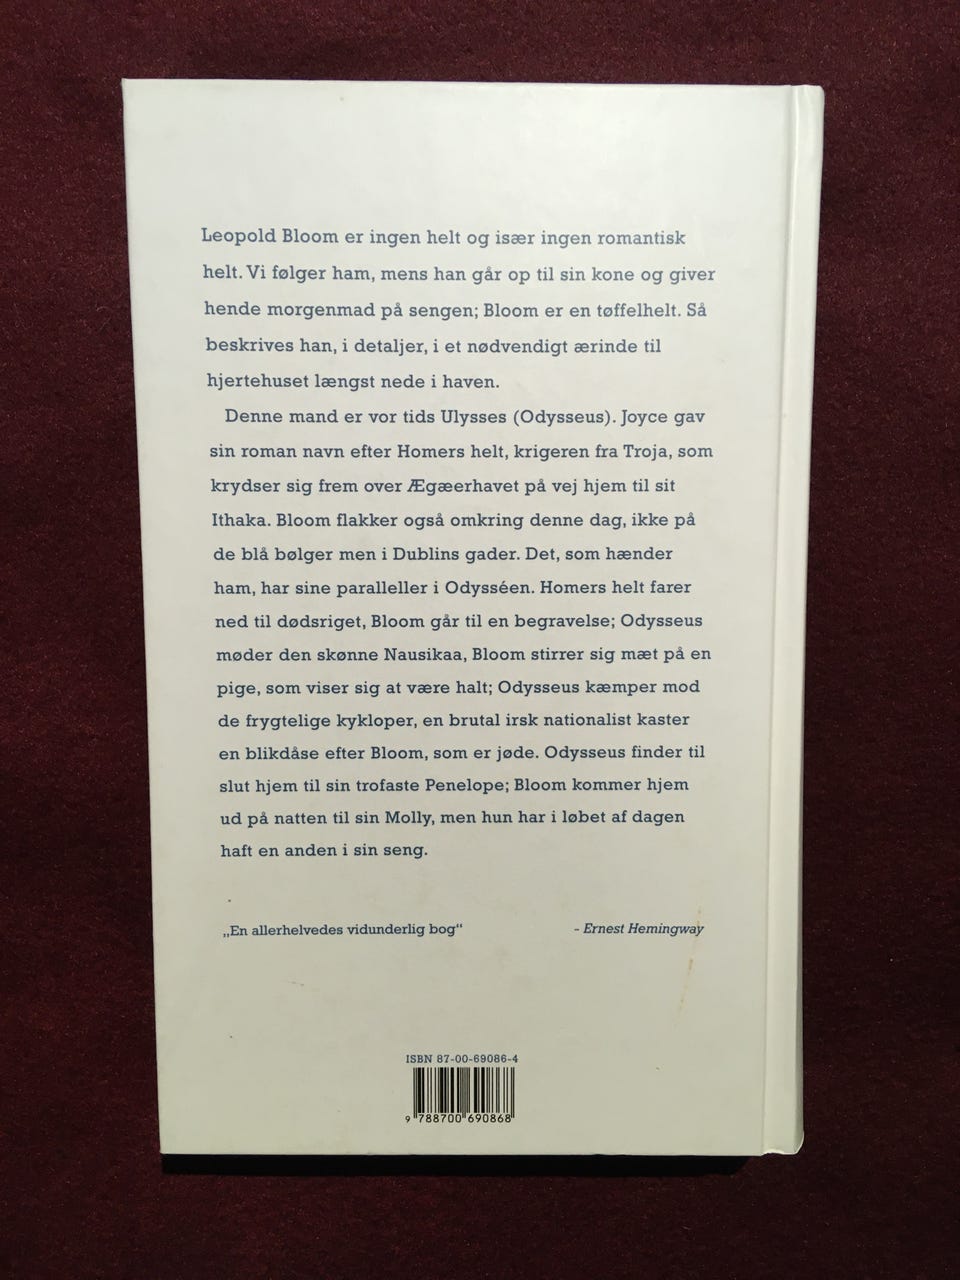 Leopold Bloom er ingen helt og især ingen romantisk
helt. Vi følger ham, mens han går op til sin kone og giver
hende morgenmad på sengen; Bloom er en tøffelhelt. Så
beskrives han, i detaljer, i et nødvendigt ærinde til
hjertehuset længst nede i haven.
Denne mand er vor tids Ulysses (Odysseus). Joyce gav
sin roman navn efter Homers helt, krigeren fra Troja, som
krydser sig frem over Ægæerhavet på vej hjem til sit
Ithaka. Bloom flakker også omkring denne dag, ikke på
de blå bølger men i Dublins gader. Det, som hænder
ham, har sine paralleller i Odysséen. Homers helt farer
ned til dødsriget, Bloom går til en begravelse; Odysseus
møder den skønne Nausikaa, Bloom stirrer sig mæt på en
pige, som viser sig at være halt; Odysseus kæmper mod
de frygtelige kykloper, en brutal irsk nationalist kaster
en blikdåse efter Bloom, som er jøde. Odysseus finder til
slut hjem til sin trofaste Penelope; Bloom kommer hjem
ud på natten til sin Molly, men hun har i løbet af dagen
haft en anden i sin seng.
„En allerhelvedes vidunderlig bog“ - Ernest Hemingway
ISBN 87-00-69086-4
9 788700 690868